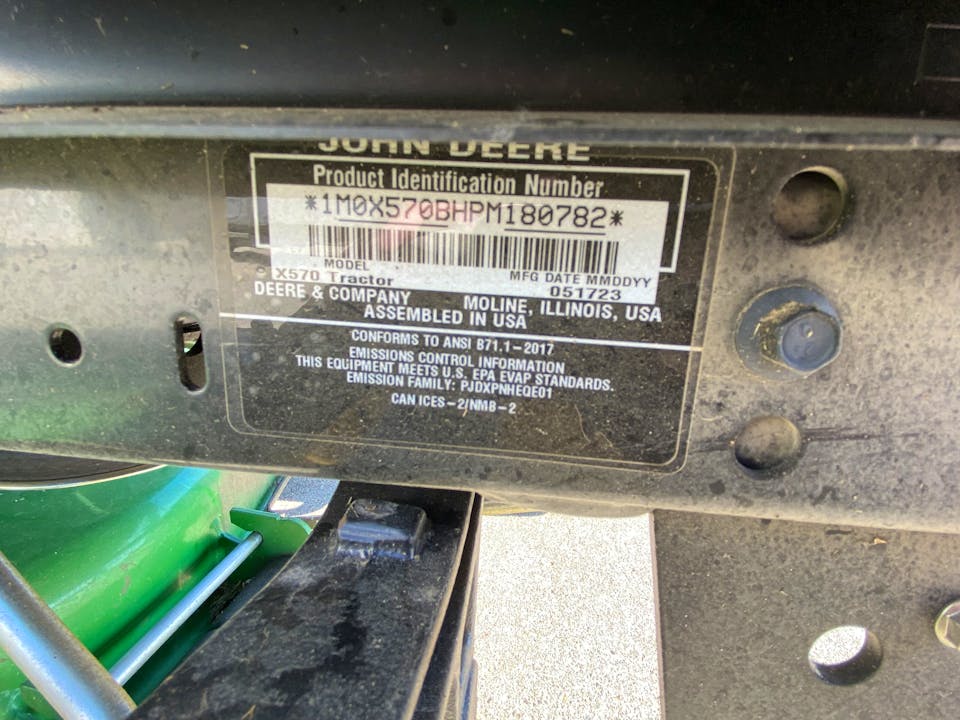 JOHN DEERE
Product Identification Number
*1M0X570BHPM180782*
MODEL
X570 Tractor
MFG DATE MMDDYY
051723
DEERE & COMPANY MOLINE, ILLINOIS, USA
ASSEMBLED IN USA
CONFORMS TO ANSI B71.1-2017
EMISSIONS CONTROL INFORMATION
THIS EQUIPMENT MEETS U.S. EPA EVAP STANDARDS.
EMISSION FAMILY: PJDXPNHEQE01
CAN ICES-2/NMB-2